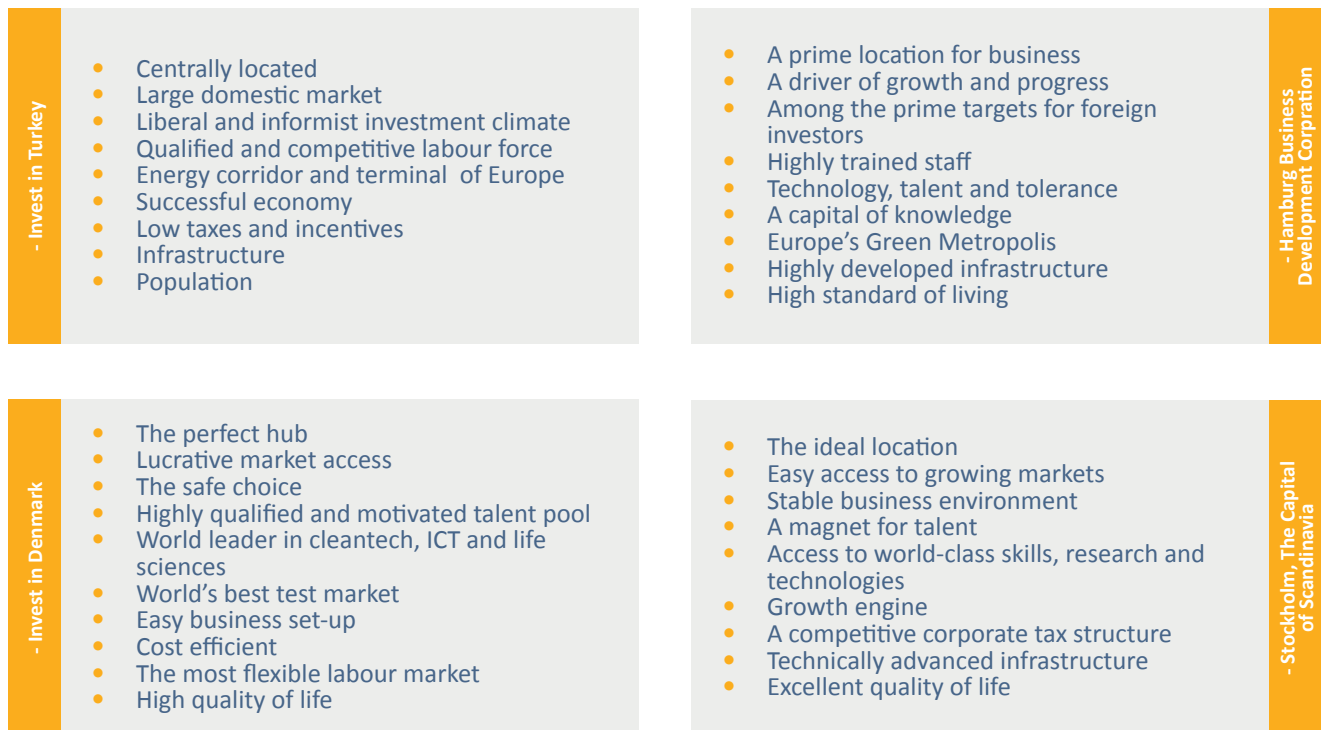 - Invest in Turkey
• Centrally located
• Large domestic market
• Liberal and informist investment climate
• Qualified and competitive labour force
• Energy corridor and terminal  of Europe
• Successful economy
• Low taxes and incentives
• Infrastructure
• Population
• A prime location for business
• A driver of growth and progress
• Among the prime targets for foreign
investors
• Highly trained staff
• Technology, talent and tolerance
• A capital of knowledge
• Europe’s Green Metropolis
• Highly developed infrastructure
• High standard of living
- Hamburg Business
Development Corpration
- Invest in Denmark
• The perfect hub
• Lucrative market access
• The safe choice
• Highly qualified and motivated talent pool
• World leader in cleantech, ICT and life
sciences
• World’s best test market
• Easy business set-up
• Cost efficient
• The most flexible labour market
• High quality of life
• The ideal location
• Easy access to growing markets
• Stable business environment
• A magnet for talent
• Access to world-class skills, research and
technologies
• Growth engine
• A competitive corporate tax structure
• Technically advanced infrastructure
• Excellent quality of life
- Stockholm, The Capital
of Scandinavia